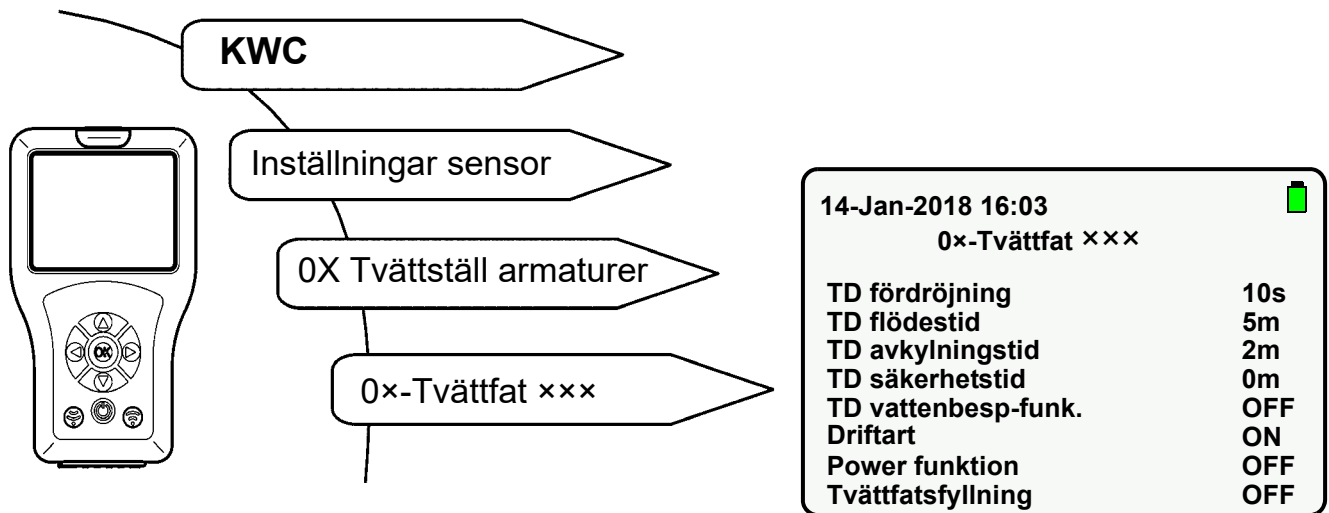 KWC
Inställningar sensor
0X Tvättställ armaturer
0×-Tvättfat ×××
OK
14-Jan-2018 16:03
0×-Tvättfat ×××
TD fördröjning 10s
TD flödestid 5m
TD avkylningstid 2m
TD säkerhetstid 0m
TD vattenbesp-funk. OFF
Driftart ON
Power funktion OFF
Tvättfatsfyllning OFF